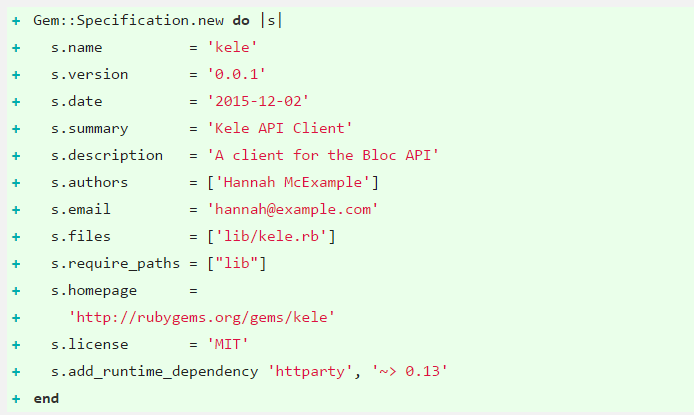 + Gem::Specification.new do |s|
+   s.name          = 'kele'
+   s.version       = '0.0.1'
+   s.date          = '2015-12-02'
+   s.summary       = 'Kele API Client'
+   s.description   = 'A client for the Bloc API'
+   s.authors       = ['Hannah McExample']
+   s.email         = 'hannah@example.com'
+   s.files         = ['lib/kele.rb']
+   s.require_paths = ["lib"]
+   s.homepage      =
+     'http://rubygems.org/gems/kele'
+   s.license       = 'MIT'
+   s.add_runtime_dependency 'httparty', '~> 0.13'
+ end